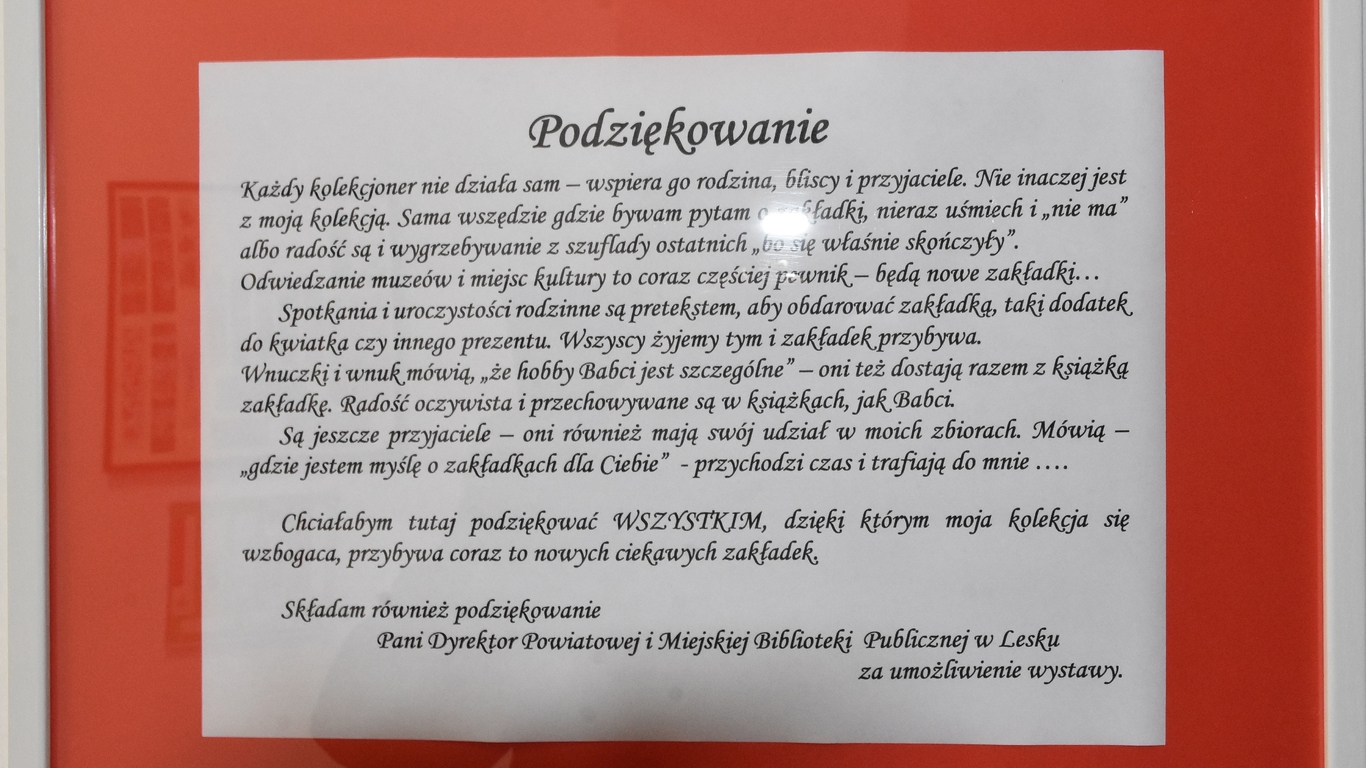 Podziękowanie
Każdy kolekcjoner nie działa sam – wspiera go rodzina, bliscy i przyjaciele. Nie inaczej jest
z moją kolekcją. Sama wszędzie gdzie bywam pytam o zakładki, nieraz uśmiech i „nie ma”
albo radość są i wygrzebywanie z szuflady ostatnich „bo się właśnie skończyły”.
Odwiedzanie muzeów i miejsc kultury to coraz częściej pewnik – będą nowe zakładki…
Spotkania i uroczystości rodzinne są pretekstem, aby obdarować zakładką, taki dodatek
do kwiatka czy innego prezentu. Wszyscy żyjemy tym i zakładek przybywa.
Wnuczki i wnuk mówią, „że hobby Babci jest szczególne” – oni też dostają razem z książką
zakładkę. Radość oczywista i przechowywane są w książkach, jak Babci.
Są jeszcze przyjaciele – oni również mają swój udział w moich zbiorach. Mówią –
„gdzie jestem myślę o zakładkach dla Ciebie” - przychodzi czas i trafiają do mnie ….
Chciałabym tutaj podziękować WSZYSTKIM, dzięki którym moja kolekcja się
wzbogaca, przybywa coraz to nowych ciekawych zakładek.
Składam również podziękowanie
Pani Dyrektor Powiatowej i Miejskiej Biblioteki Publicznej w Lesku
za umożliwienie wystawy.